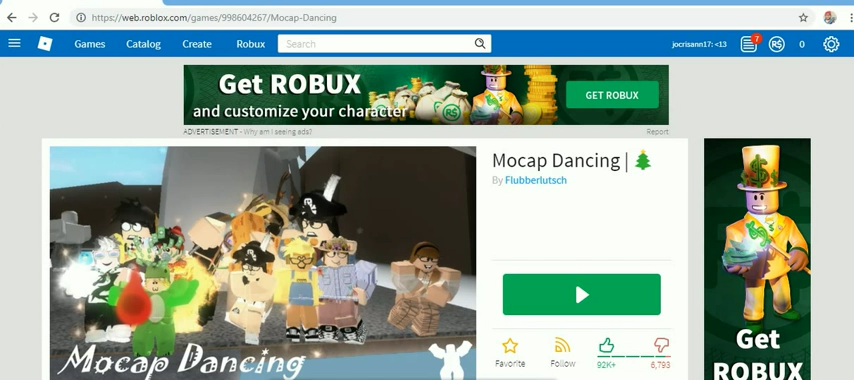 https://web.roblox.com/games/998604267/Mocap-Dancing
Games Catalog Create Robux Search jocrisann17: <13 7 R$ 0
Get ROBUX
and customize your character
GET ROBUX
ADVERTISEMENT - Why am I seeing ads? Report
Mocap Dancing |
By Flubberlutsch
Mocap Dancing
Favorite Follow 92K+ 6,793
Get
ROBUX